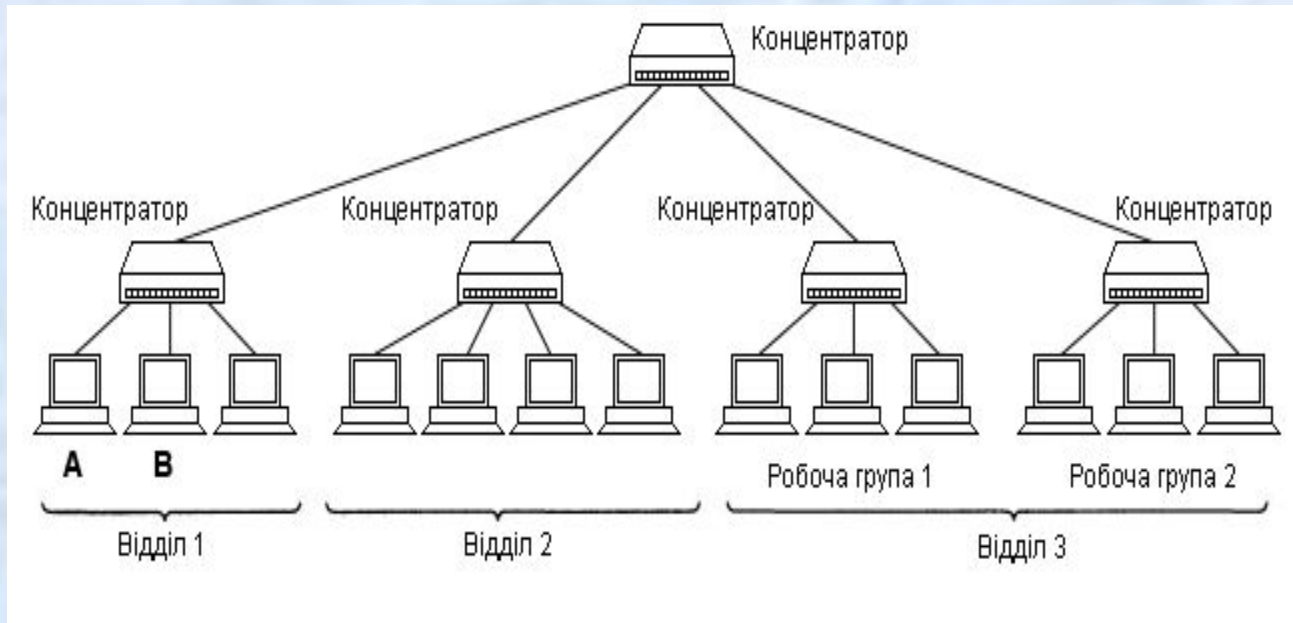 Концентратор
Концентратор
Концентратор
Концентратор
Концентратор
A
B
Робоча група 1
Робоча група 2
Відділ 1
Відділ 2
Відділ 3